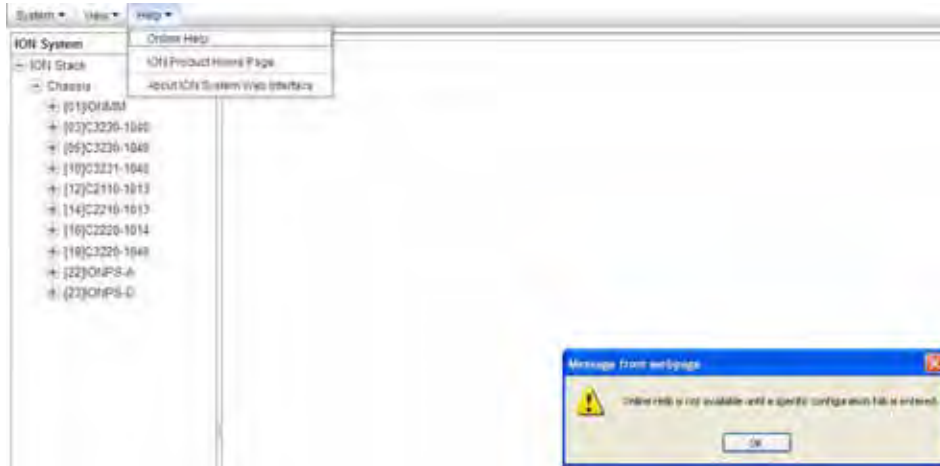 System View Help
ION System
Online Help
ION Stack
ION Product Home Page
Chassis
About ION System Web Interface
[01]IONMM
[03]C3230-1040
[05]C3230-1040
[10]C3231-1040
[12]C2110-1013
[14]C2210-1013
[16]C2220-1014
[18]C3220-1040
[22]IONPS-A
[23]IONPS-D
Message from webpage
Online Help is not available until a specific configuration tab is entered.
OK